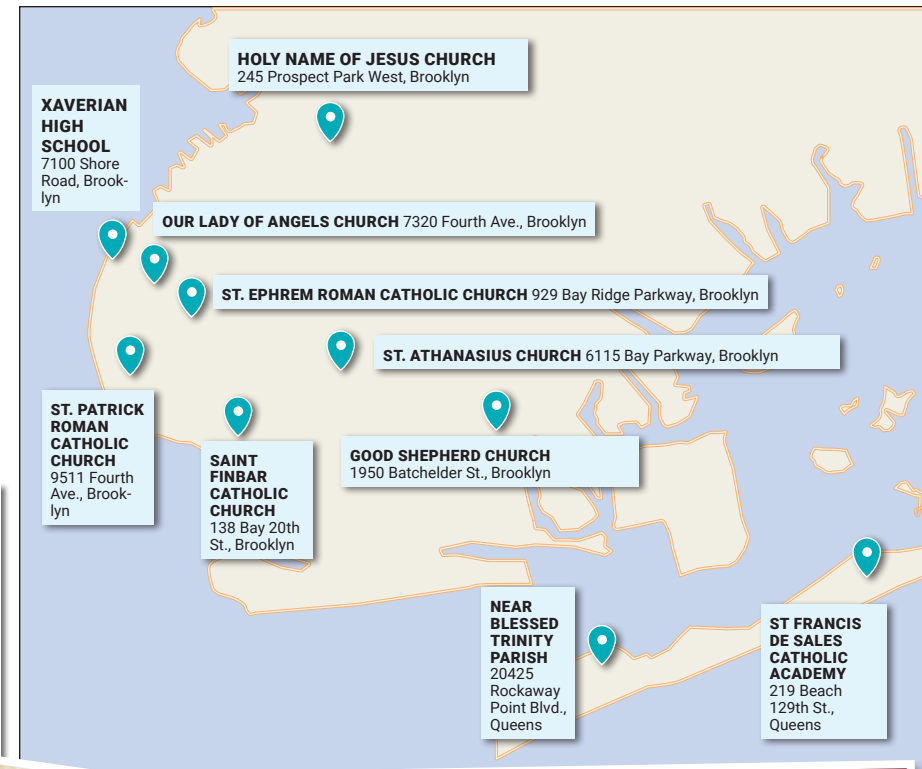 HOLY NAME OF JESUS CHURCH
245 Prospect Park West, Brooklyn
XAVERIAN
HIGH
SCHOOL
7100 Shore
Road, Brook-
lyn
OUR LADY OF ANGELS CHURCH 7320 Fourth Ave., Brooklyn
ST. EPHREM ROMAN CATHOLIC CHURCH 929 Bay Ridge Parkway, Brooklyn
ST. ATHANASIUS CHURCH 6115 Bay Parkway, Brooklyn
ST. PATRICK
ROMAN
CATHOLIC
CHURCH
9511 Fourth
Ave., Brook-
lyn
SAINT
FINBAR
CATHOLIC
CHURCH
138 Bay 20th
St., Brooklyn
GOOD SHEPHERD CHURCH
1950 Batchelder St., Brooklyn
NEAR
BLESSED
TRINITY
PARISH
20425
Rockaway
Point Blvd.,
Queens
ST FRANCIS
DE SALES
CATHOLIC
ACADEMY
219 Beach
129th St.,
Queens